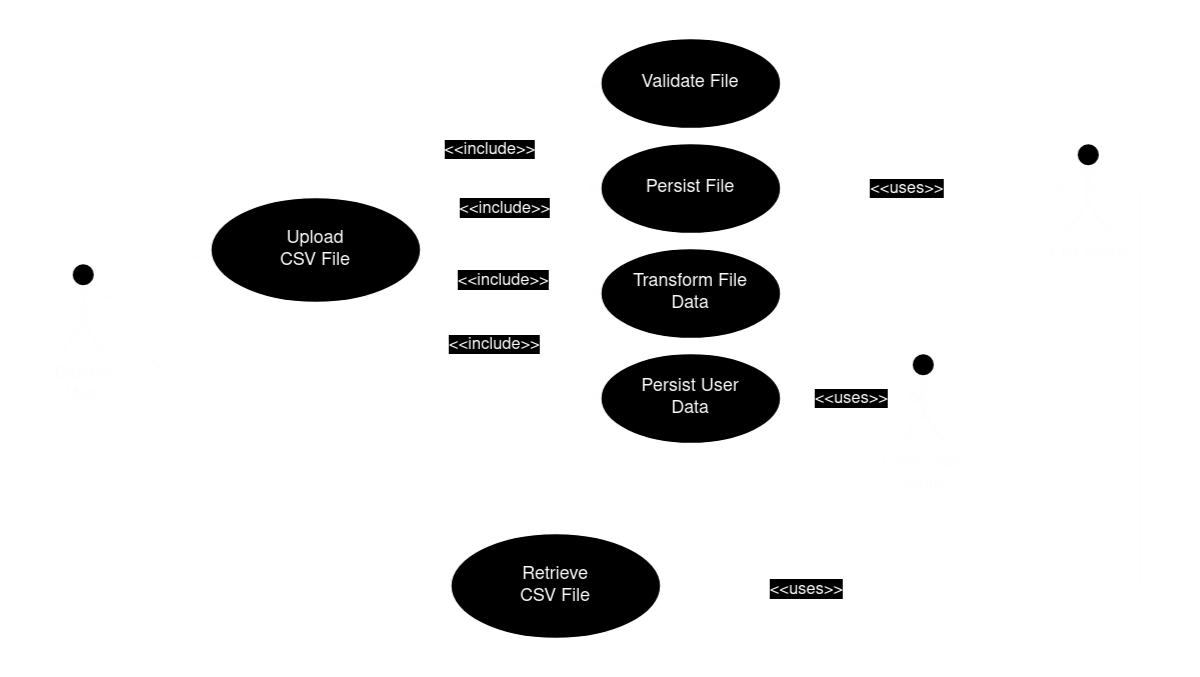 Validate File
<<include>>
Persist File
<<uses>>
<<include>>
Upload
CSV File
<<include>>
Transform File
Data
<<include>>
Persist User
Data
<<uses>>
Retrieve
CSV File
<<uses>>